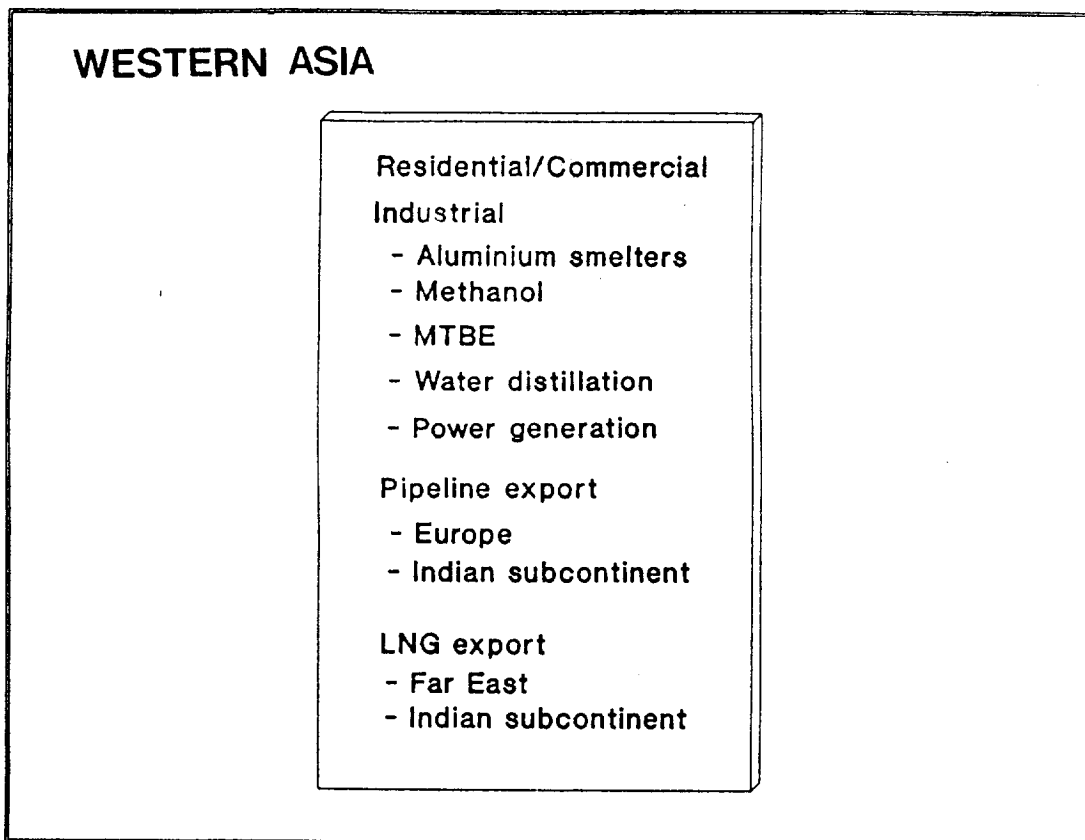 WESTERN ASIA
Residential/Commercial
Industrial
- Aluminium smelters
- Methanol
- MTBE
- Water distillation
- Power generation
Pipeline export
- Europe
- Indian subcontinent
LNG export
- Far East
- Indian subcontinent